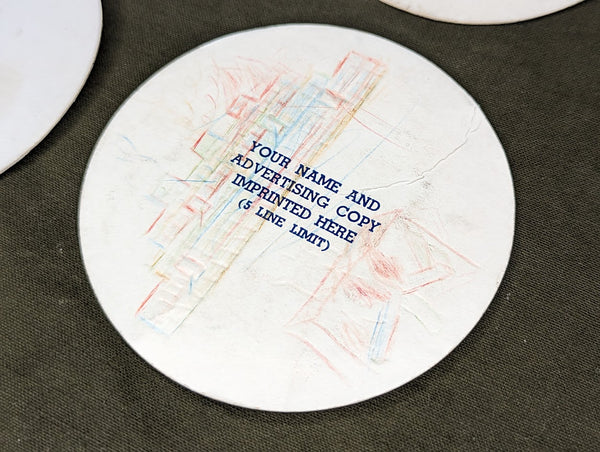 YOUR NAME AND
ADVERTISING COPY
IMPRINTED HERE
(5 LINE LIMIT)